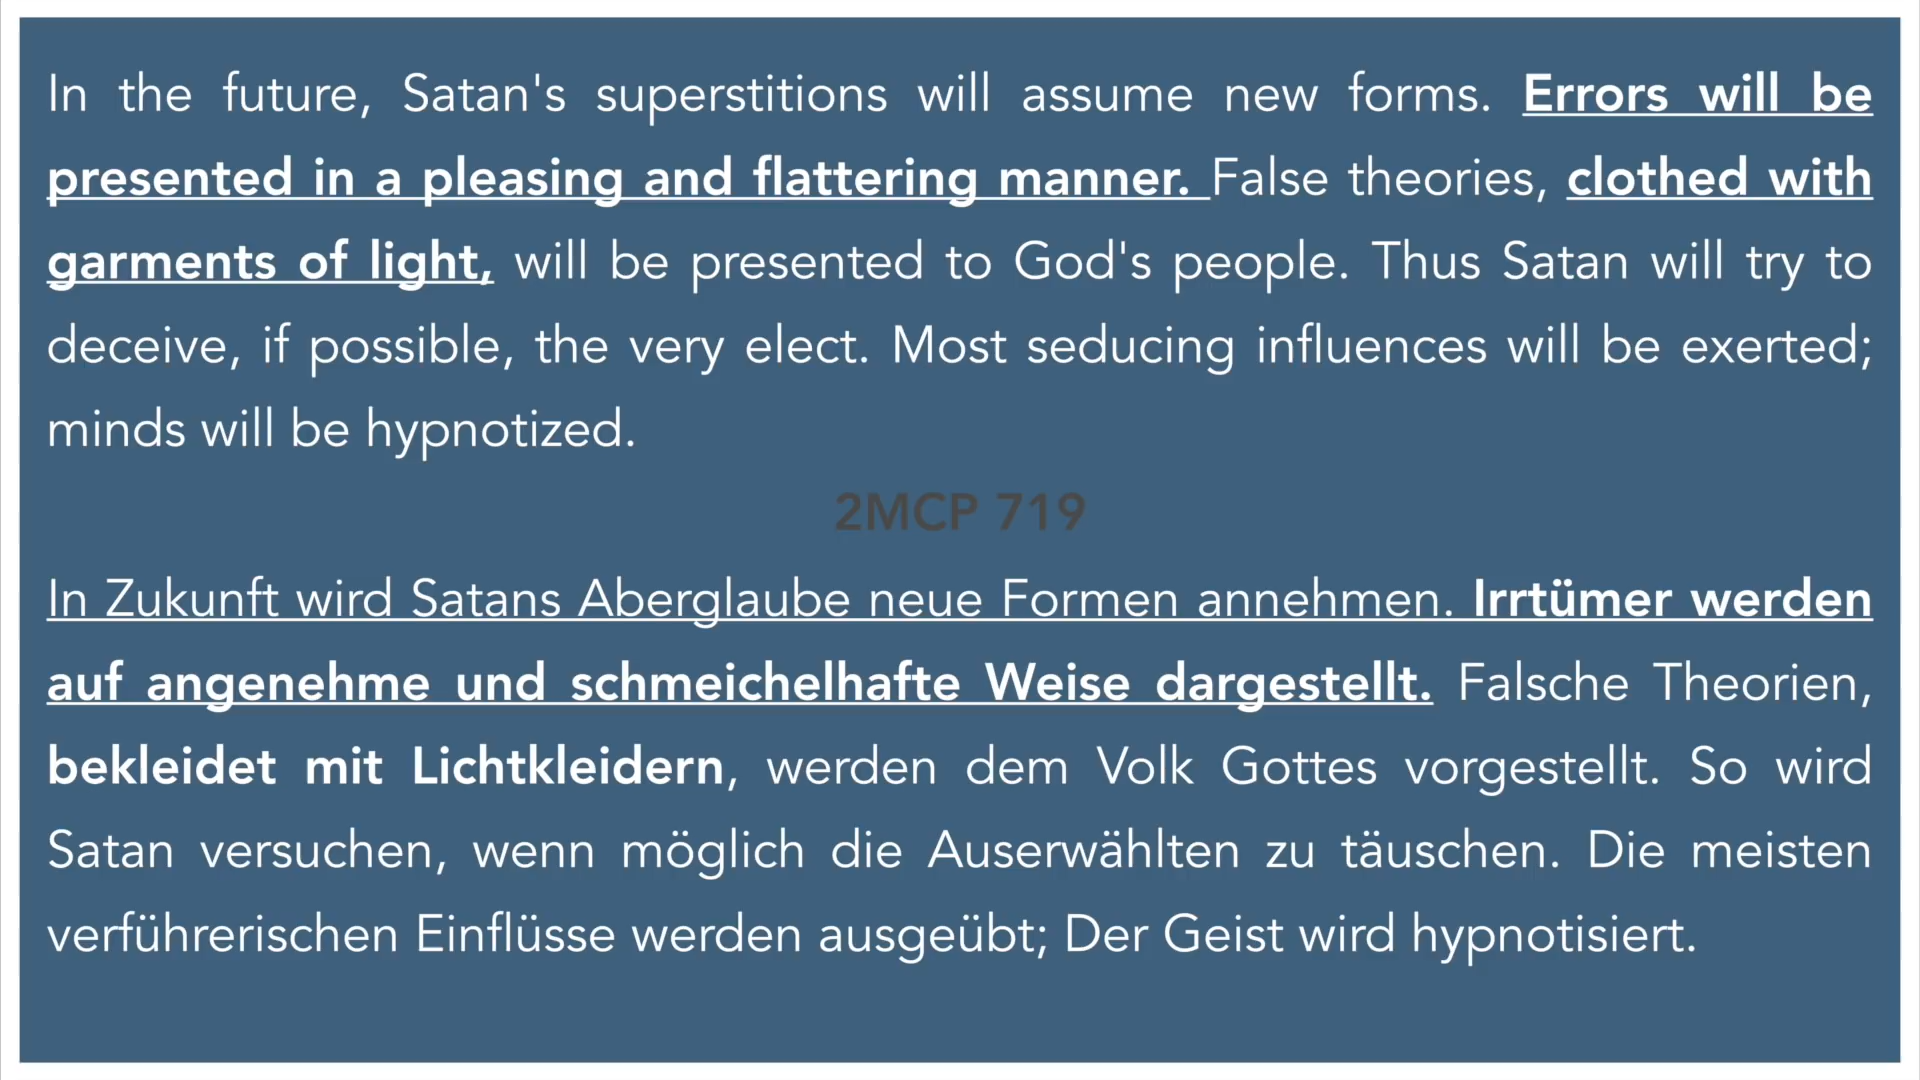 In the future, Satan's superstitions will assume new forms. Errors will be
presented in a pleasing and flattering manner. False theories, clothed with
garments of light, will be presented to God's people. Thus Satan will try to
deceive, if possible, the very elect. Most seducing influences will be exerted;
minds will be hypnotized.
2MCP 719
In Zukunft wird Satans Aberglaube neue Formen annehmen. Irrtümer werden
auf angenehme und schmeichelhafte Weise dargestellt. Falsche Theorien,
bekleidet mit Lichtkleidern, werden dem Volk Gottes vorgestellt. So wird
Satan versuchen, wenn möglich die Auserwählten zu täuschen. Die meisten
verführerischen Einflüsse werden ausgeübt; Der Geist wird hypnotisiert.